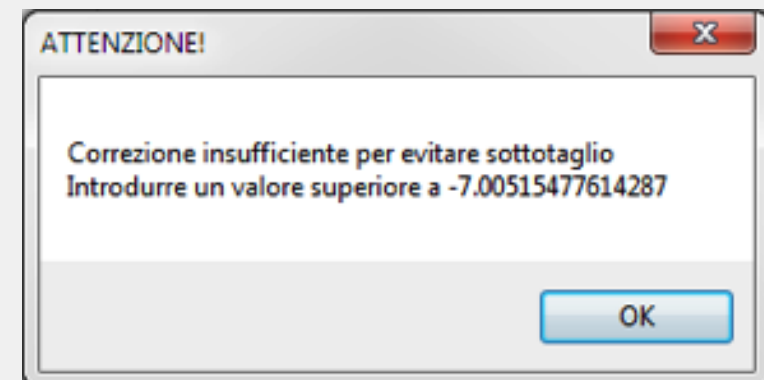 ATTENZIONE!
Correzione insufficiente per evitare sottotaglio
Introdurre un valore superiore a -7.00515477614287
OK